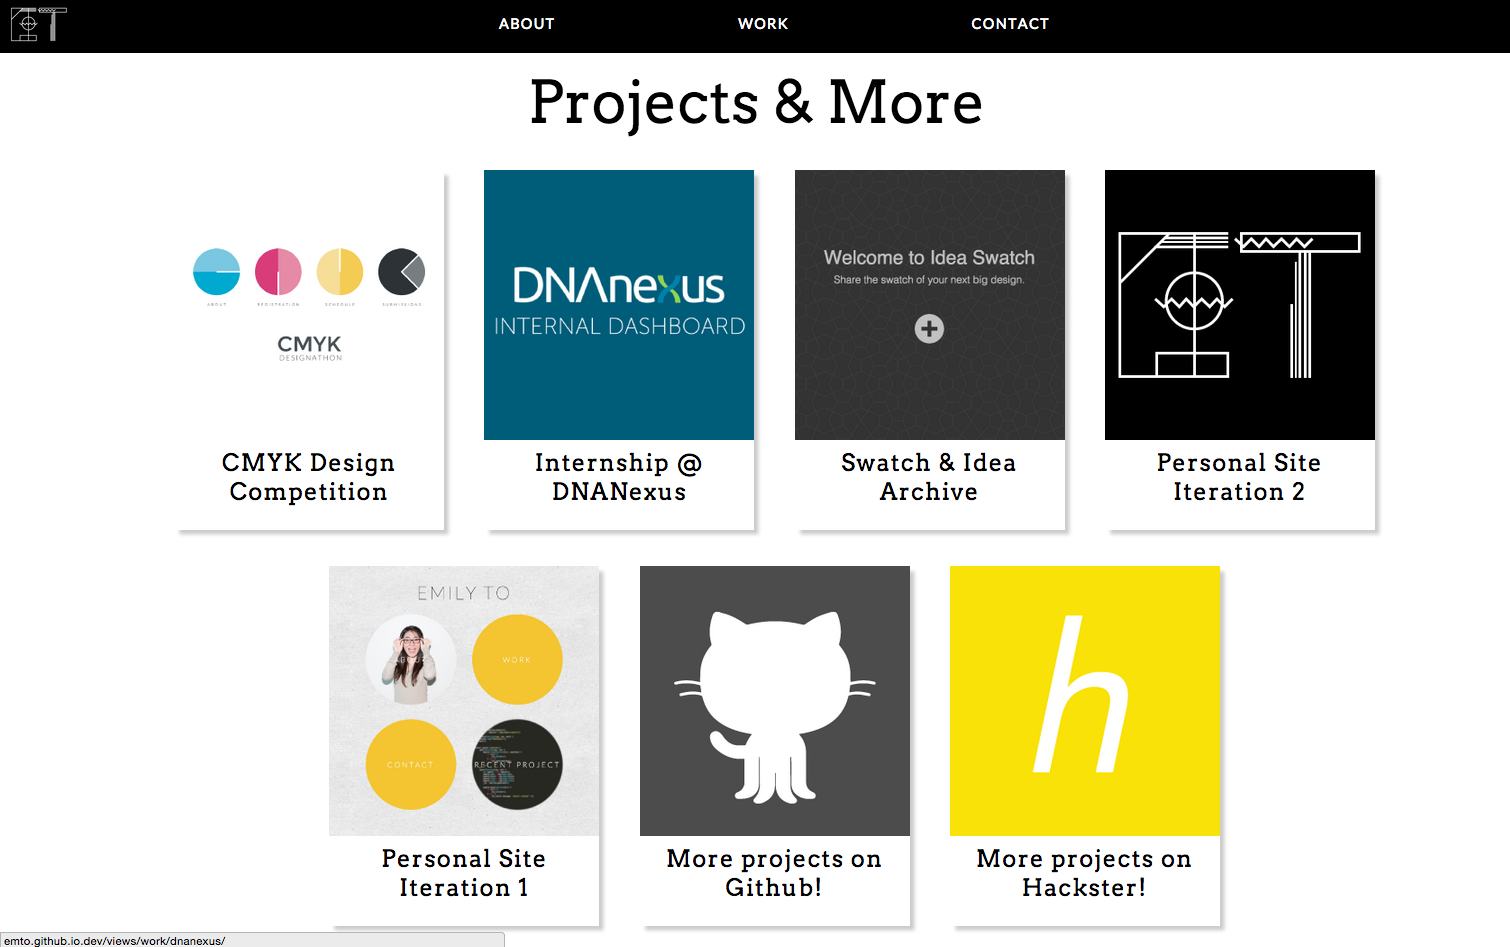 ABOUT WORK CONTACT
Projects & More
ABOUT REGISTRATION SCHEDULE SUBMISSIONS
CMYK
DESIGNATHON
CMYK Design
Competition
DNAnexus
INTERNAL DASHBOARD
Internship @
DNANexus
Welcome to Idea Swatch
Share the swatch of your next big design.
Swatch & Idea
Archive
ET
Personal Site
Iteration 2
EMILY TO
ABOUT WORK
CONTACT RECENT PROJECT
Personal Site
Iteration 1
More projects on
Github!
h
More projects on
Hackster!
emto.github.io.dev/views/work/dnanexus/